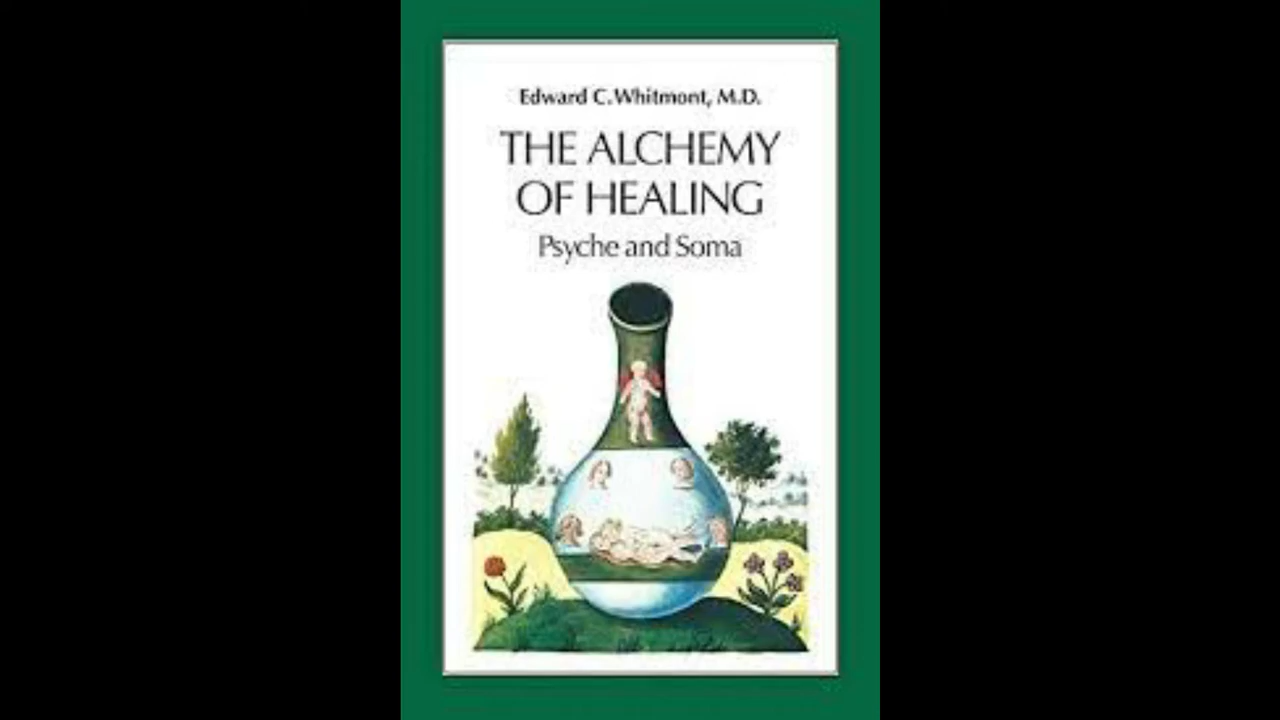 Edward C. Whitmont, M.D.
THE ALCHEMY
OF HEALING
Psyche and Soma